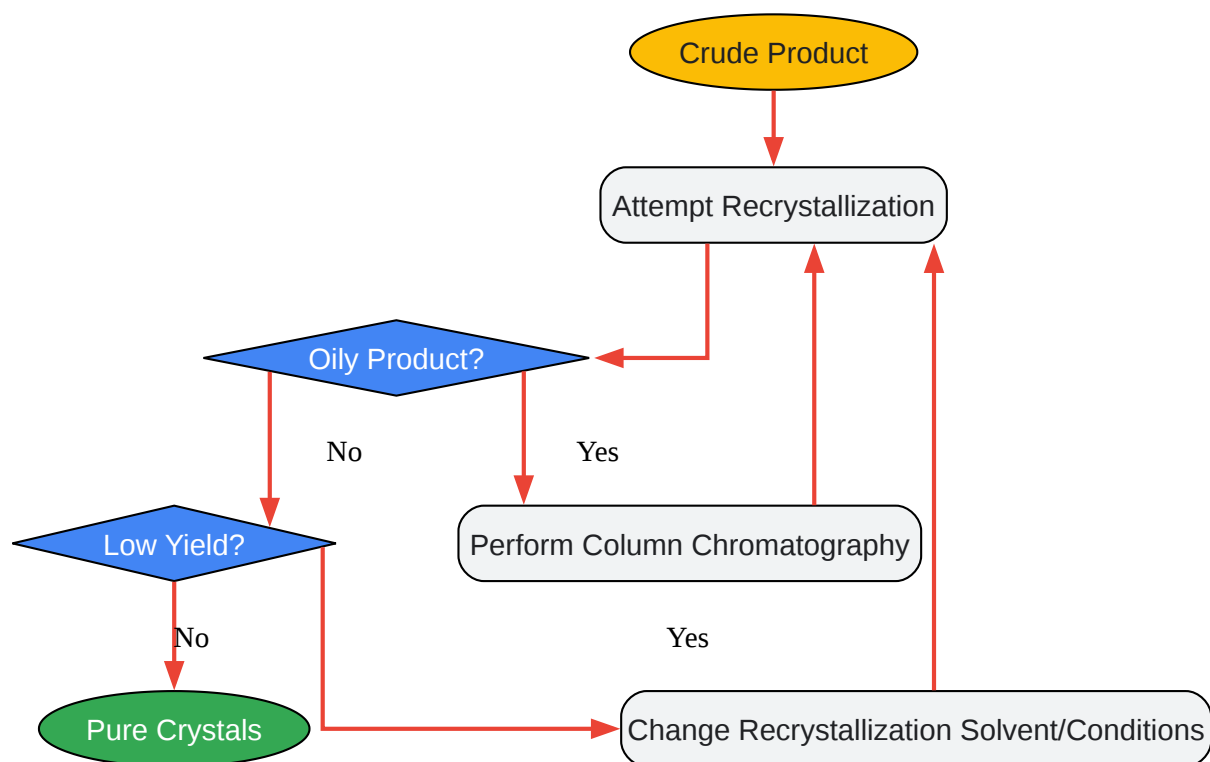 Crude Product
Attempt Recrystallization
Oily Product?
No
Yes
Low Yield?
Perform Column Chromatography
No
Yes
Pure Crystals
Change Recrystallization Solvent/Conditions